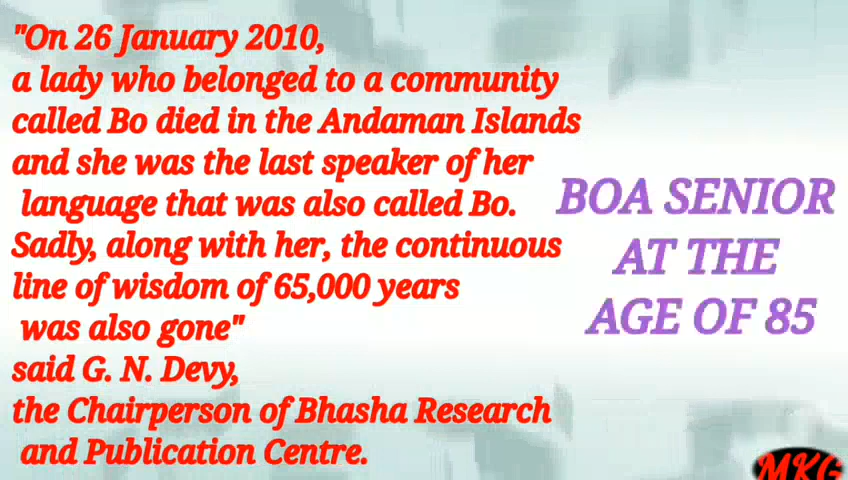 "On 26 January 2010,
a lady who belonged to a community
called Bo died in the Andaman Islands
and she was the last speaker of her
language that was also called Bo.
Sadly, along with her, the continuous
line of wisdom of 65,000 years
was also gone"
said G. N. Devy,
the Chairperson of Bhasha Research
and Publication Centre.
BOA SENIOR
AT THE
AGE OF 85
MKG